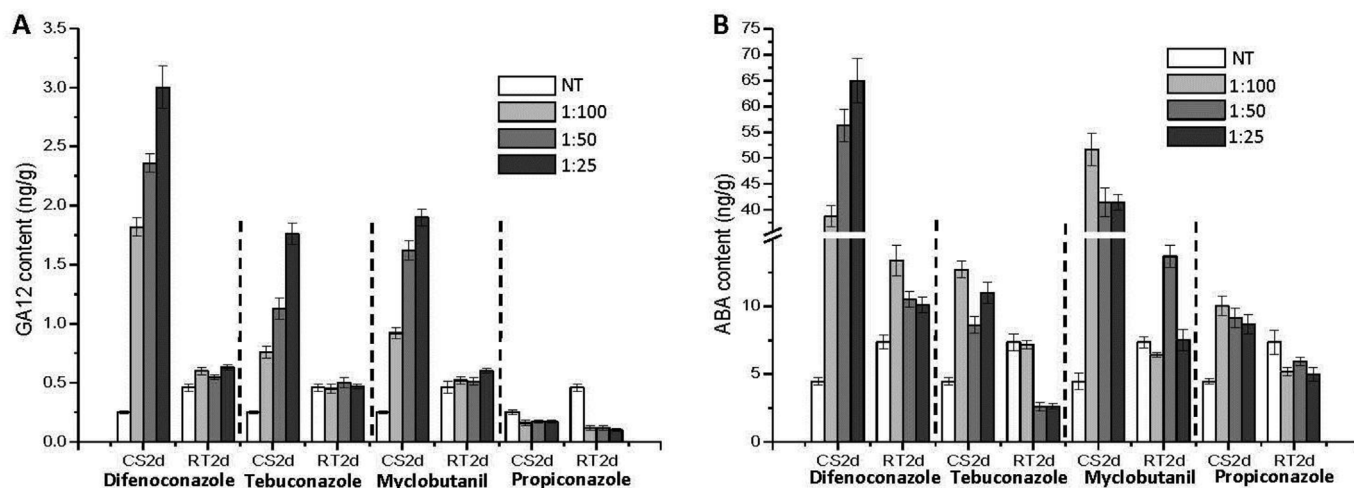 A
GA12 content (ng/g)
3.5
3.0
2.5
2.0
1.5
1.0
0.5
0.0
NT
1:100
1:50
1:25
CS2d RT2d CS2d RT2d CS2d RT2d CS2d RT2d
Difenoconazole Tebuconazole Myclobutanil Propiconazole
B
ABA content (ng/g)
75
70
65
60
55
50
45
40
10
5
0
NT
1:100
1:50
1:25
CS2d RT2d CS2d RT2d CS2d RT2d CS2d RT2d
Difenoconazole Tebuconazole Myclobutanil Propiconazole